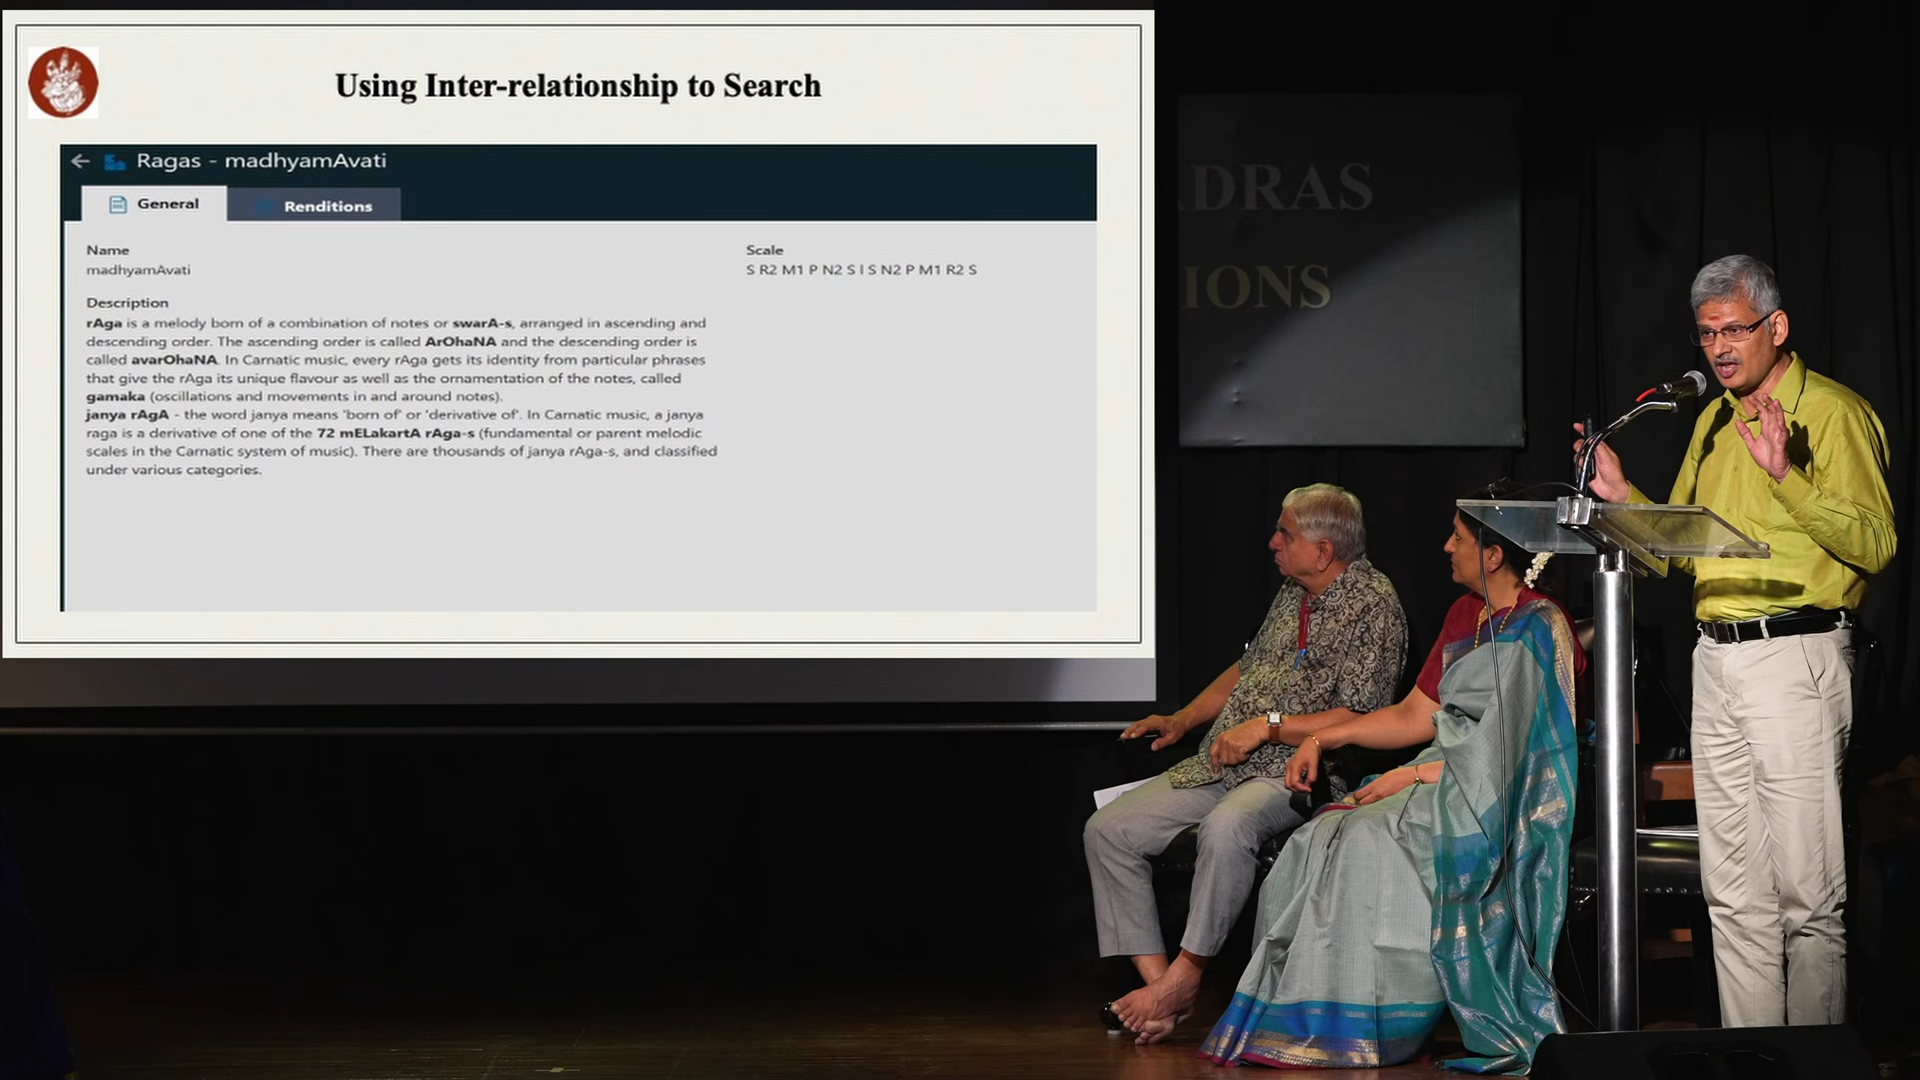 Using Inter-relationship to Search
Ragas - madhyamAvati
General
Renditions
Name
madhyamAvati
Scale
S R2 M1 P N2 S I S N2 P M1 R2 S
Description
rAga is a melody born of a combination of notes or swarA-s, arranged in ascending and
descending order. The ascending order is called ArOhaNA and the descending order is
called avarOhaNA. In Carnatic music, every rAga gets its identity from particular phrases
that give the rAga its unique flavour as well as the ornamentation of the notes, called
gamaka (oscillations and movements in and around notes).
janya rAgA - the word janya means 'born of' or 'derivative of'. In Carnatic music, a janya
raga is a derivative of one of the 72 mELakartA rAga-s (fundamental or parent melodic
scales in the Carnatic system of music). There are thousands of janya rAga-s, and classified
under various categories.
DRAS
IONS